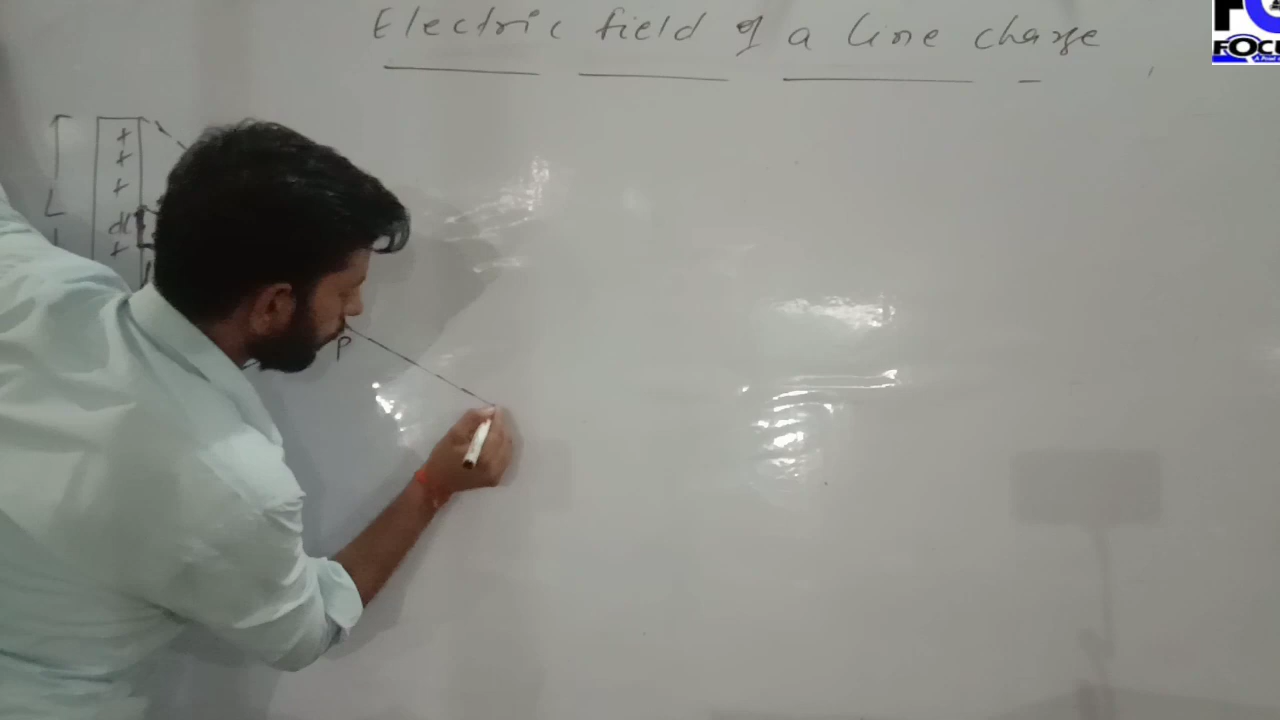 Electric field of a line charge
+
+
+
L
dl
+
P